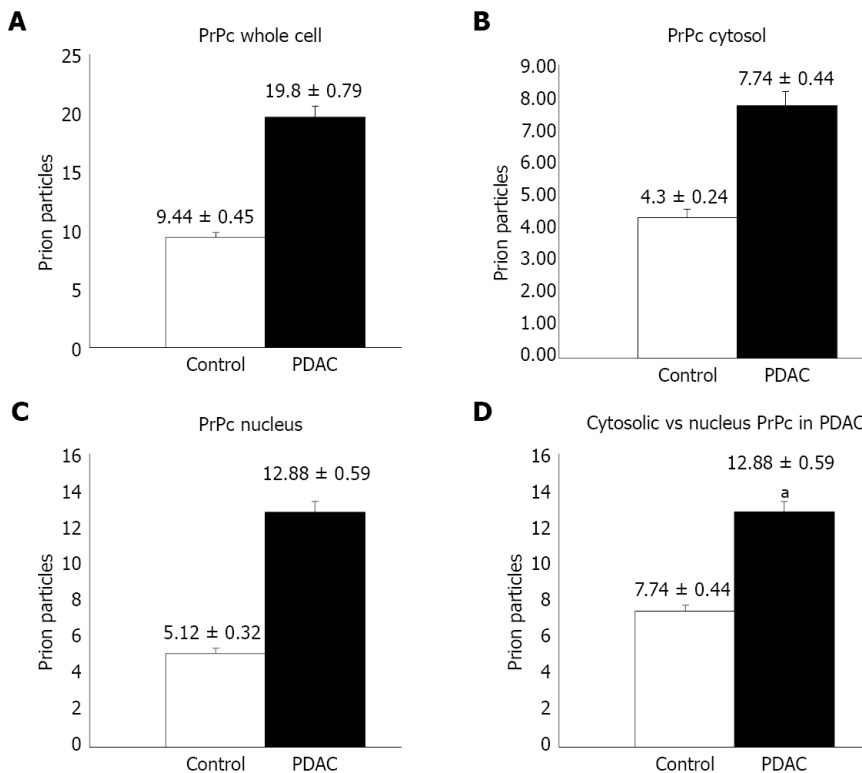 A
PrPc whole cell
Prion particles
25
20
15
10
5
0
9.44 ± 0.45
19.8 ± 0.79
Control
PDAC
B
PrPc cytosol
Prion particles
9.00
8.00
7.00
6.00
5.00
4.00
3.00
2.00
1.00
0.00
4.3 ± 0.24
7.74 ± 0.44
Control
PDAC
C
PrPc nucleus
Prion particles
16
14
12
10
8
6
4
2
0
5.12 ± 0.32
12.88 ± 0.59
Control
PDAC
D
Cytosolic vs nucleus PrPc in PDAC
Prion particles
16
14
12
10
8
6
4
2
0
7.74 ± 0.44
12.88 ± 0.59
a
Control
PDAC